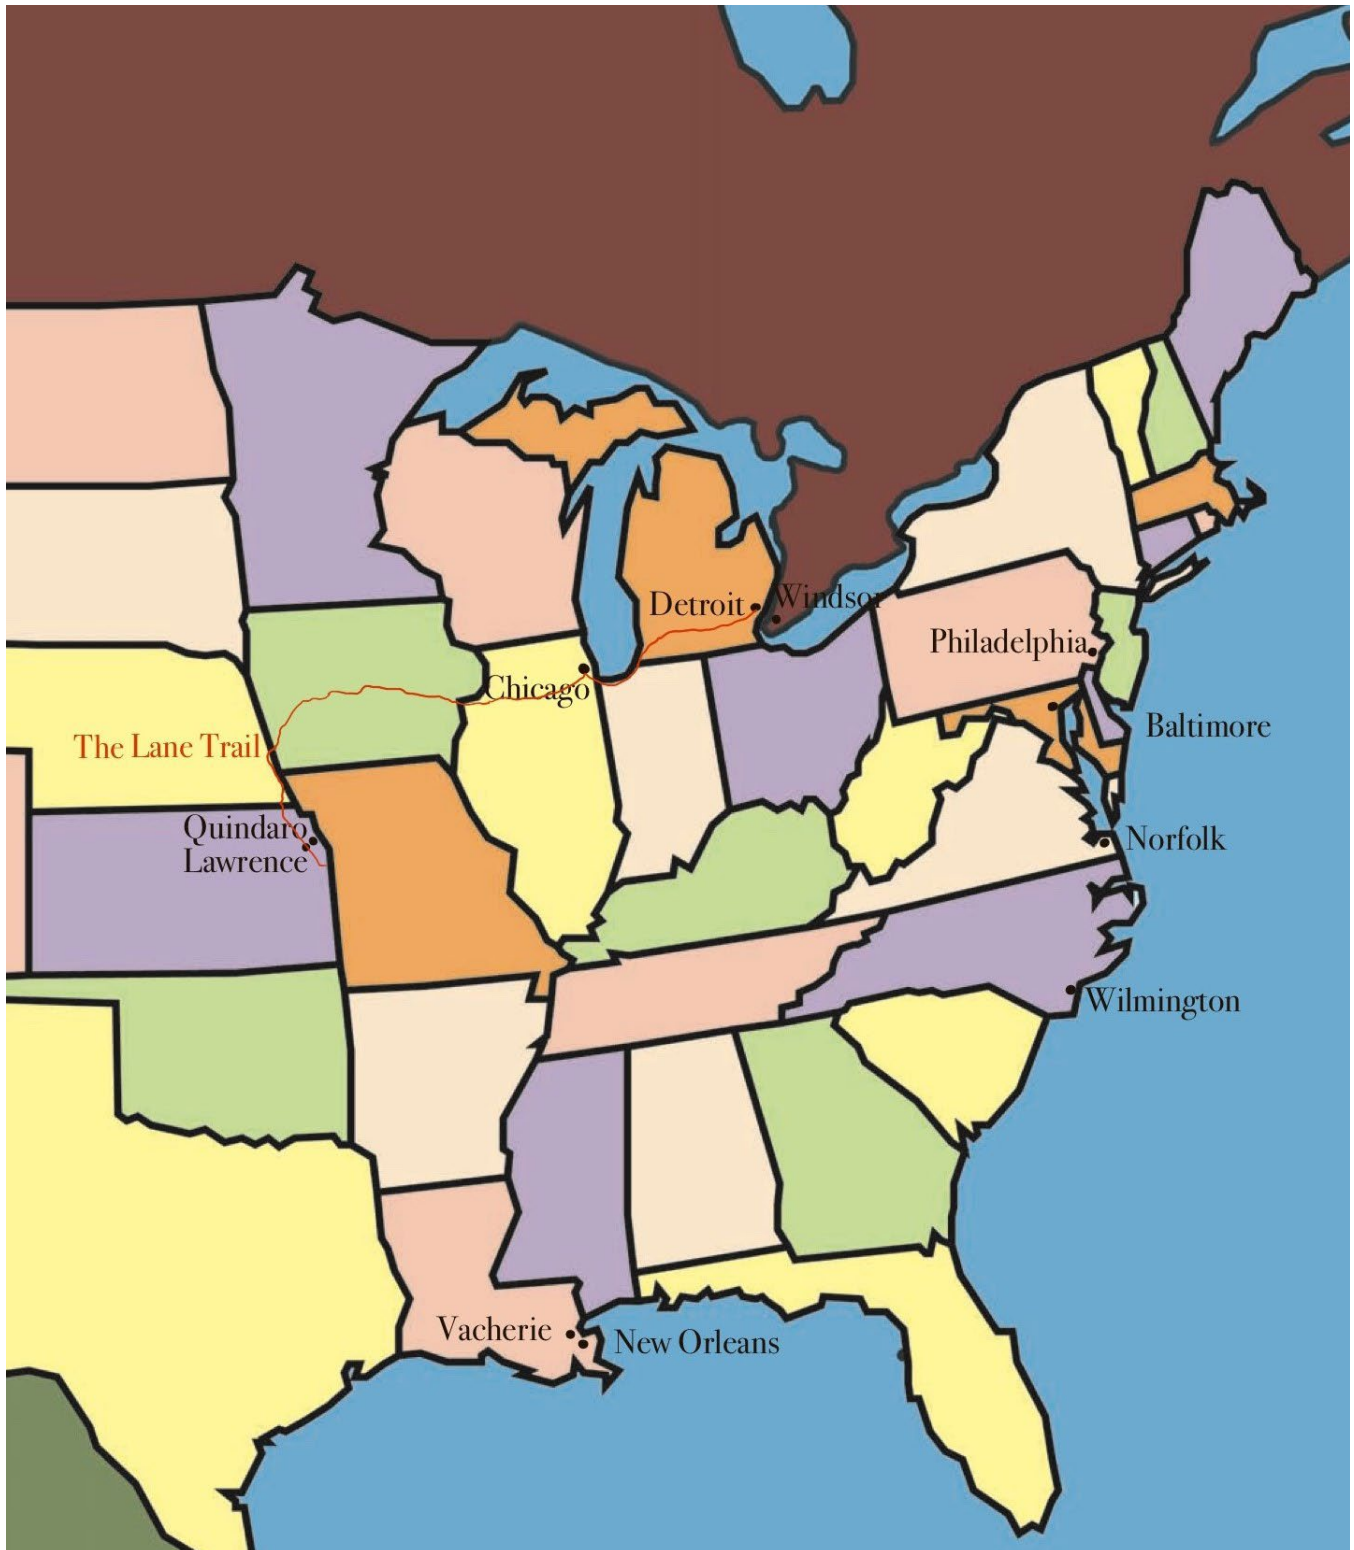 Detroit
Windsor
Philadelphia
Chicago
Baltimore
The Lane Trail
Quindaro
Lawrence
Norfolk
Wilmington
Vacherie
New Orleans